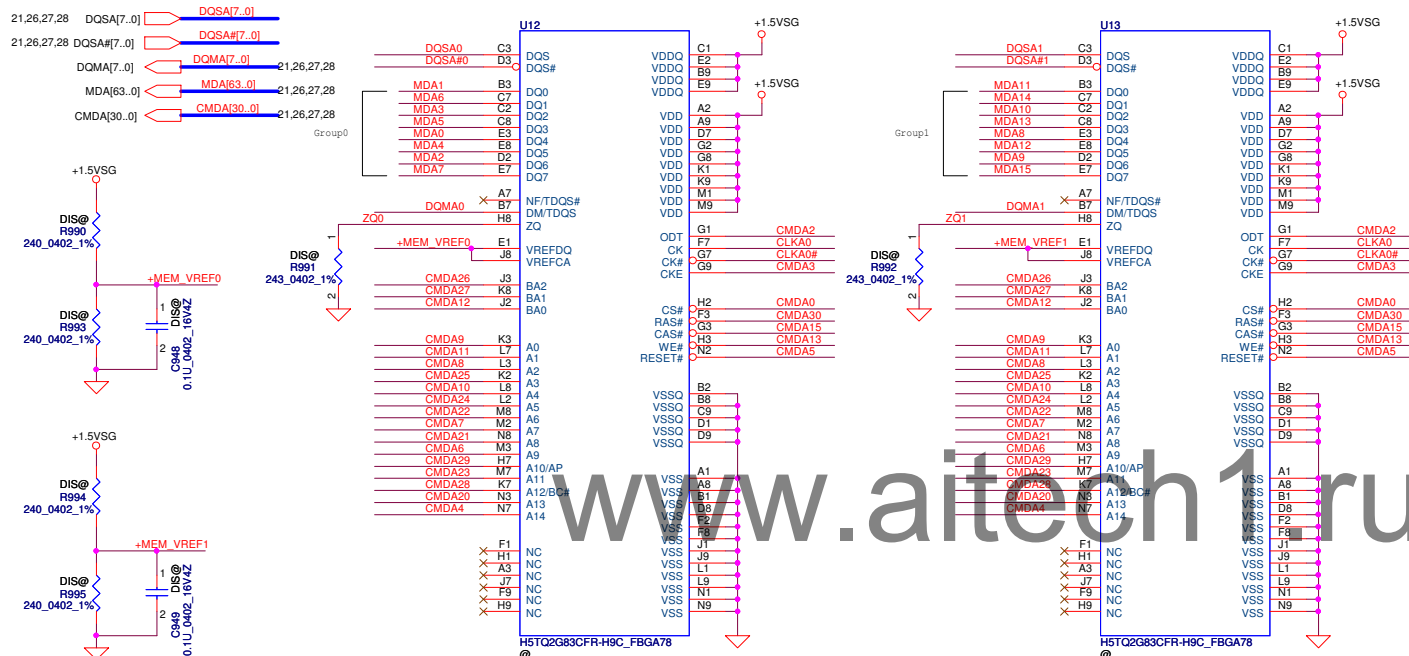 21,26,27,28 DQSA[7..0] DQSA[7..0]
21,26,27,28 DQSA#[7..0] DQSA#[7..0]
DQMA[7..0] DQMA[7..0] 21,26,27,28
MDA[63..0] MDA[63..0] 21,26,27,28
CMDA[30..0] CMDA[30..0] 21,26,27,28
+1.5VSG
DIS@
R990
240_0402_1%
+MEM_VREF0
DIS@
R993
240_0402_1%
1
2
DIS@
C948
0.1U_0402_16V4Z
+1.5VSG
DIS@
R994
240_0402_1%
+MEM_VREF1
DIS@
R995
240_0402_1%
1
2
DIS@
C949
0.1U_0402_16V4Z
U12
+1.5VSG
+1.5VSG
DQSA0 C3 DQS
DQSA#0 D3 DQS#
Group0
MDA1 B3 DQ0
MDA6 C7 DQ1
MDA3 C2 DQ2
MDA5 C8 DQ3
MDA0 E3 DQ4
MDA4 E8 DQ5
MDA2 D2 DQ6
MDA7 E7 DQ7
A7 NF/TDQS#
DQMA0 B7 DM/TDQS
ZQ0 H8 ZQ
1
DIS@
R991
243_0402_1%
2
+MEM_VREF0 E1 VREFDQ
J8 VREFCA
CMDA26 J3 BA2
CMDA27 K8 BA1
CMDA12 J2 BA0
CMDA9 K3 A0
CMDA11 L7 A1
CMDA8 L3 A2
CMDA25 K2 A3
CMDA10 L8 A4
CMDA24 L2 A5
CMDA22 M8 A6
CMDA7 M2 A7
CMDA21 N8 A8
CMDA6 M3 A9
CMDA29 H7 A10/AP
CMDA23 M7 A11
CMDA28 K7 A12/BC#
CMDA20 N3 A13
CMDA4 N7 A14
F1 NC
H1 NC
A3 NC
J7 NC
F9 NC
H9 NC
VDDQ C1
VDDQ E2
VDDQ B9
VDDQ E9
VDD A2
VDD A9
VDD D7
VDD G2
VDD G8
VDD K1
VDD K9
VDD M1
VDD M9
ODT G1 CMDA2
CK F7 CLKA0
CK# G7 CLKA0#
CKE G9 CMDA3
CS# H2 CMDA0
RAS# F3 CMDA30
CAS# G3 CMDA15
WE# H3 CMDA13
RESET# N2 CMDA5
VSSQ B2
VSSQ B8
VSSQ C9
VSSQ D1
VSSQ D9
VSS A1
VSS A8
VSS B1
VSS D8
VSS F2
VSS F8
VSS J1
VSS J9
VSS L1
VSS L9
VSS N1
VSS N9
H5TQ2G83CFR-H9C_FBGA78
@
U13
+1.5VSG
+1.5VSG
DQSA1 C3 DQS
DQSA#1 D3 DQS#
Group1
MDA11 B3 DQ0
MDA14 C7 DQ1
MDA10 C2 DQ2
MDA13 C8 DQ3
MDA8 E3 DQ4
MDA12 E8 DQ5
MDA9 D2 DQ6
MDA15 E7 DQ7
A7 NF/TDQS#
DQMA1 B7 DM/TDQS
ZQ1 H8 ZQ
1
DIS@
R992
243_0402_1%
2
+MEM_VREF1 E1 VREFDQ
J8 VREFCA
CMDA26 J3 BA2
CMDA27 K8 BA1
CMDA12 J2 BA0
CMDA9 K3 A0
CMDA11 L7 A1
CMDA8 L3 A2
CMDA25 K2 A3
CMDA10 L8 A4
CMDA24 L2 A5
CMDA22 M8 A6
CMDA7 M2 A7
CMDA21 N8 A8
CMDA6 M3 A9
CMDA29 H7 A10/AP
CMDA23 M7 A11
CMDA28 K7 A12/BC#
CMDA20 N3 A13
CMDA4 N7 A14
F1 NC
H1 NC
A3 NC
J7 NC
F9 NC
H9 NC
VDDQ C1
VDDQ E2
VDDQ B9
VDDQ E9
VDD A2
VDD A9
VDD D7
VDD G2
VDD G8
VDD K1
VDD K9
VDD M1
VDD M9
ODT G1 CMDA2
CK F7 CLKA0
CK# G7 CLKA0#
CKE G9 CMDA3
CS# H2 CMDA0
RAS# F3 CMDA30
CAS# G3 CMDA15
WE# H3 CMDA13
RESET# N2 CMDA5
VSSQ B2
VSSQ B8
VSSQ C9
VSSQ D1
VSSQ D9
VSS A1
VSS A8
VSS B1
VSS D8
VSS F2
VSS F8
VSS J1
VSS J9
VSS L1
VSS L9
VSS N1
VSS N9
H5TQ2G83CFR-H9C_FBGA78
@
www.aitech1.ru